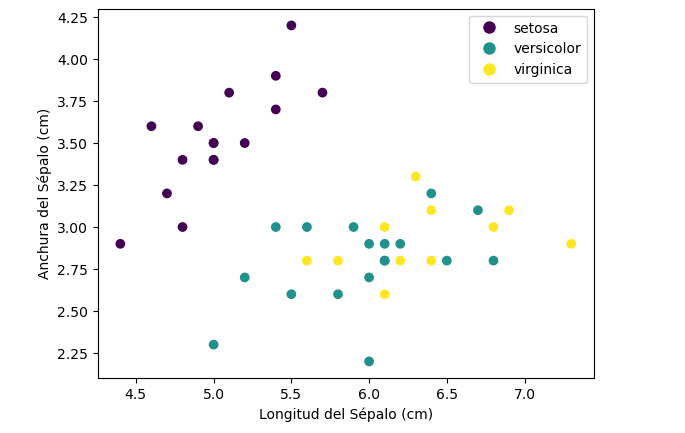 4.25
4.00
3.75
3.50
3.25
3.00
2.75
2.50
2.25
Anchura del Sépalo (cm)
setosa
versicolor
virginica
4.5 5.0 5.5 6.0 6.5 7.0
Longitud del Sépalo (cm)